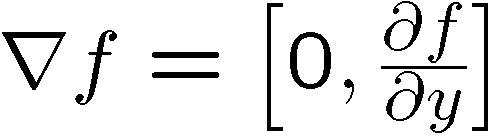 ∇f = [0, ∂f/∂y]